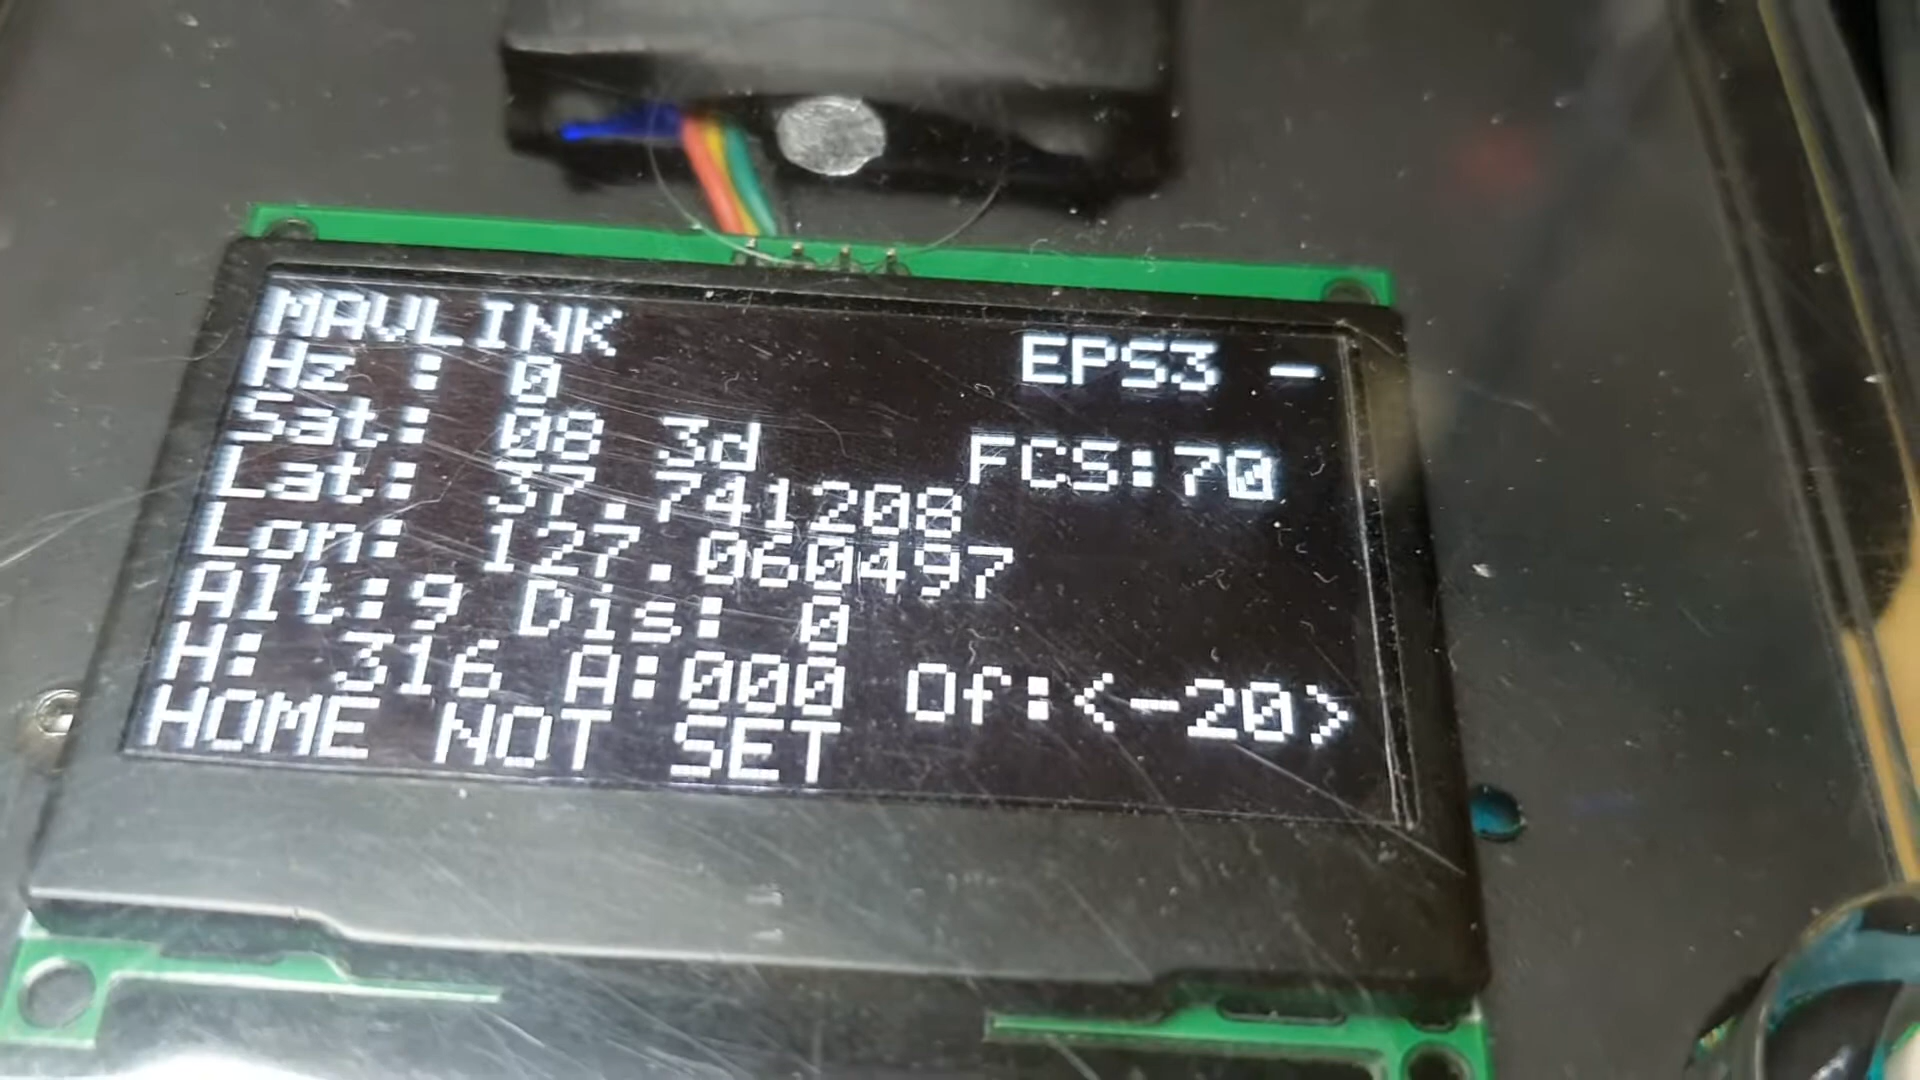 MAVLINK
EPS3 -
Hz : 0
Sat: 08 3d
FCS:70
Lat: 37.741208
Lon: 127.060497
Alt:9 Dis: 0
H: 316 A:000 Of:<-20>
HOME NOT SET